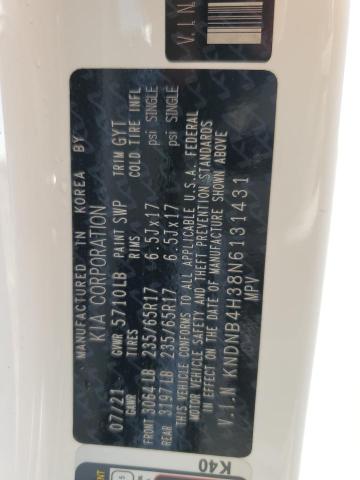 MANUFACTURED IN KOREA BY
KIA CORPORATION
07/21 GVWR 5710LB PAINT SWP TRIM GYT
GAWR TIRES RIMS COLD TIRE INFL
FRONT 3064LB 235/65R17 6.5Jx17 psi SINGLE
REAR 3197LB 235/65R17 6.5Jx17 psi SINGLE
THIS VEHICLE CONFORMS TO ALL APPLICABLE U.S.A. FEDERAL
MOTOR VEHICLE SAFETY AND THEFT PREVENTION STANDARDS
IN EFFECT ON THE DATE OF MANUFACTURE SHOWN ABOVE
V.I.N KNDNB4H38N6131431
MPV
V.I.N
K40